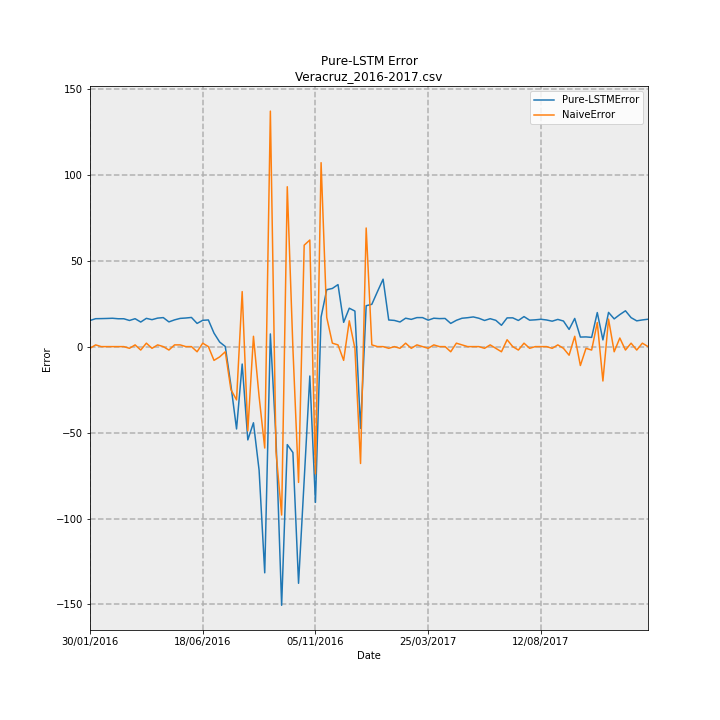 Pure-LSTM Error
Veracruz_2016-2017.csv
Pure-LSTMError
NaiveError
150
100
50
0
−50
−100
−150
Error
30/01/2016
18/06/2016
05/11/2016
25/03/2017
12/08/2017
Date